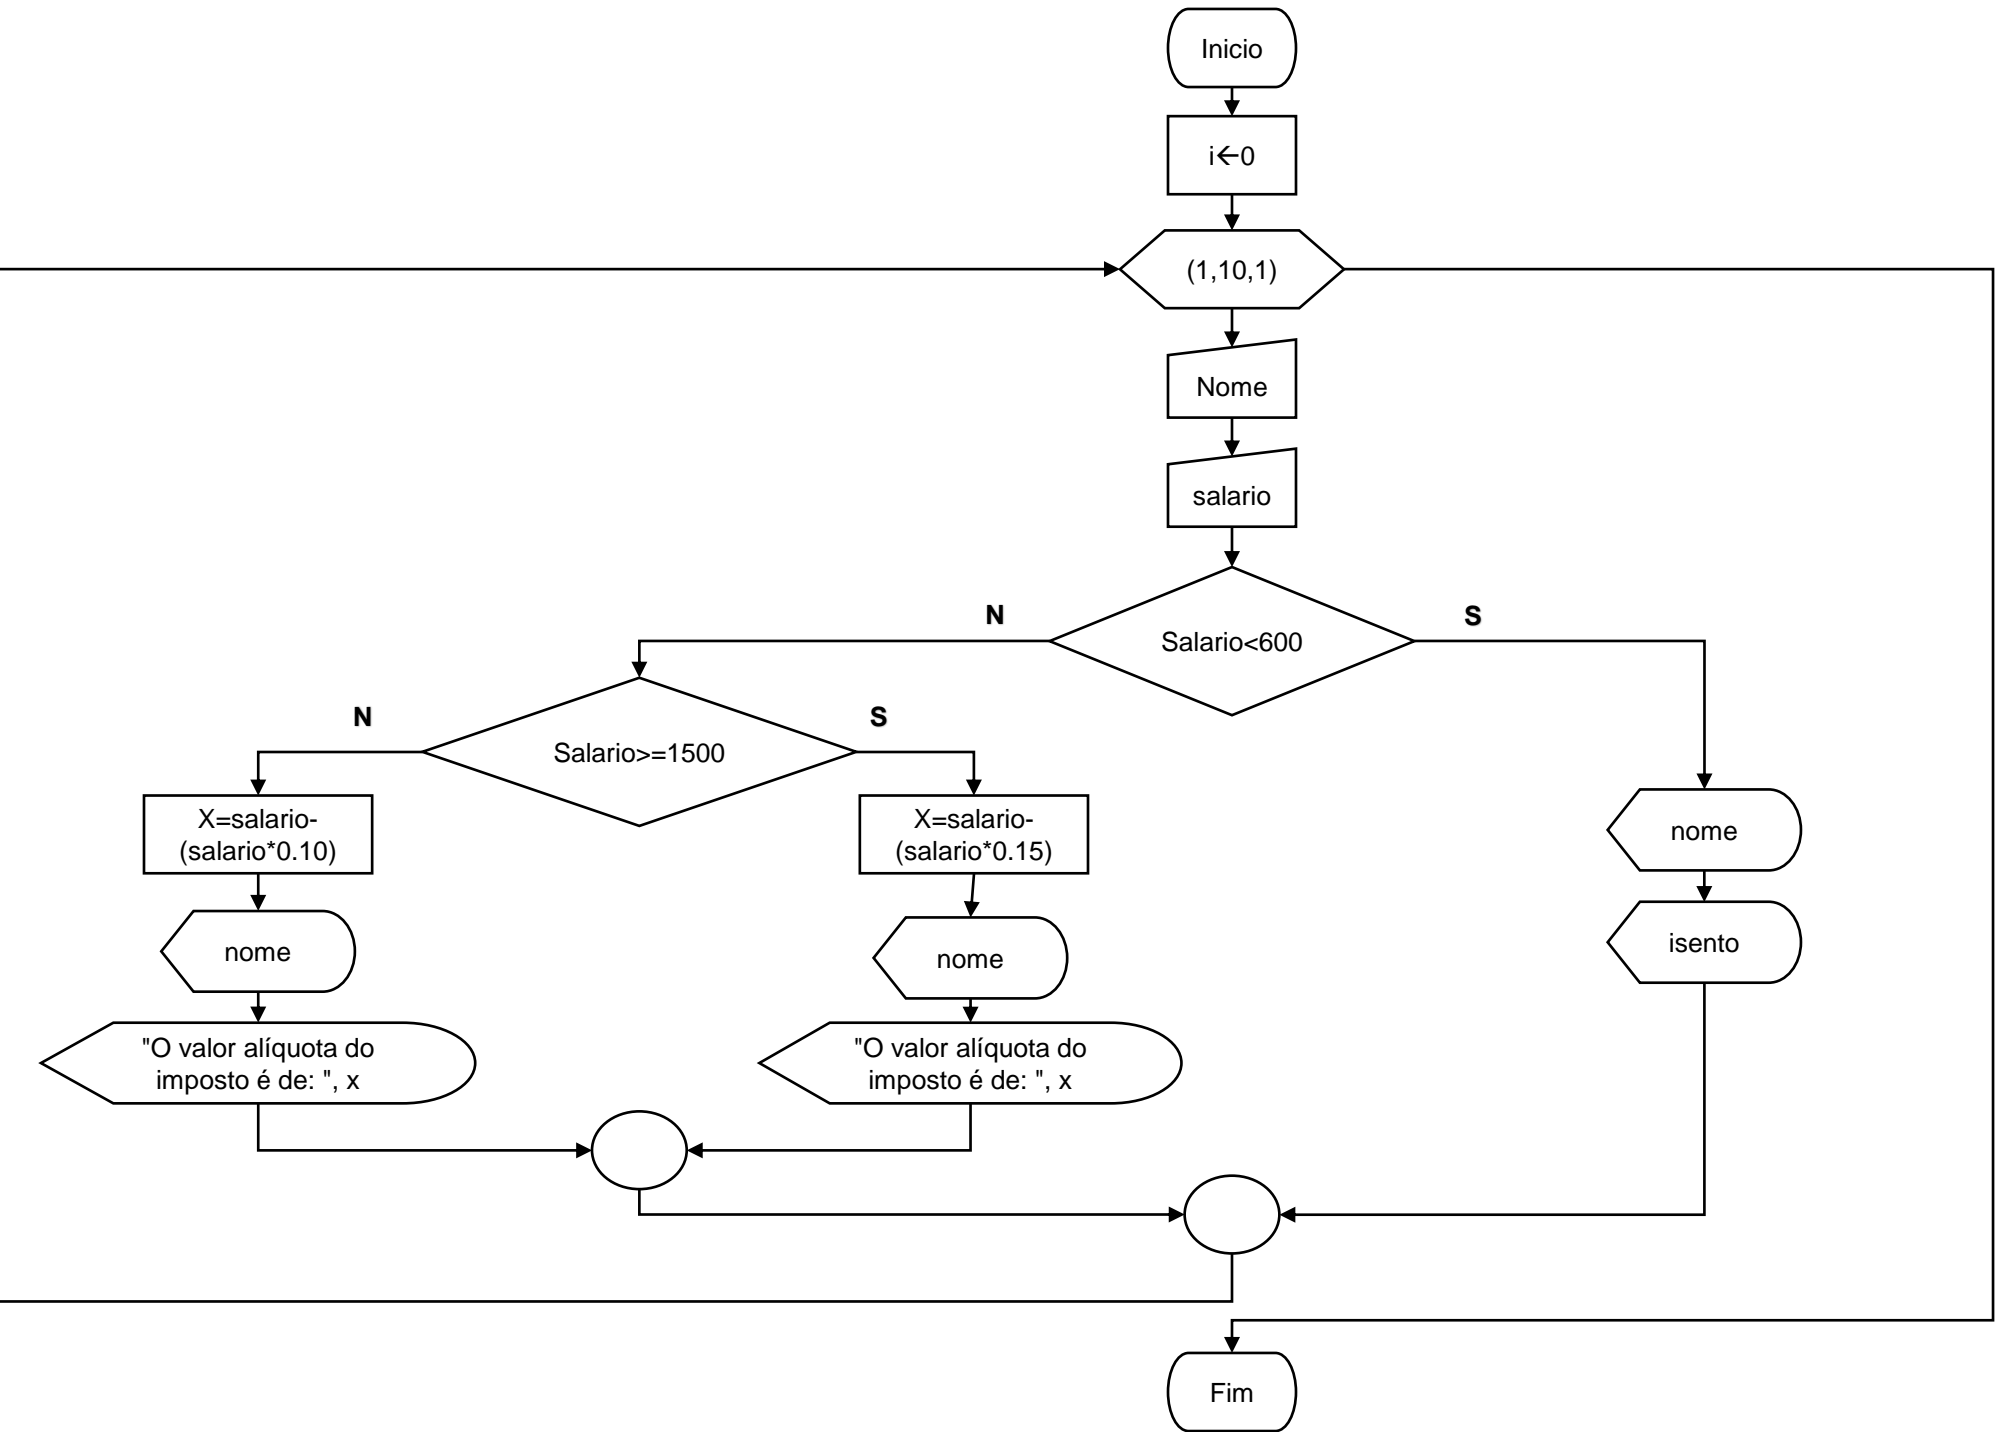 Inicio
i←0
(1,10,1)
Nome
salario
N
S
Salario<600
N
S
Salario>=1500
X=salario-
(salario*0.10)
X=salario-
(salario*0.15)
nome
nome
nome
isento
"O valor alíquota do
imposto é de: ", x
"O valor alíquota do
imposto é de: ", x
Fim